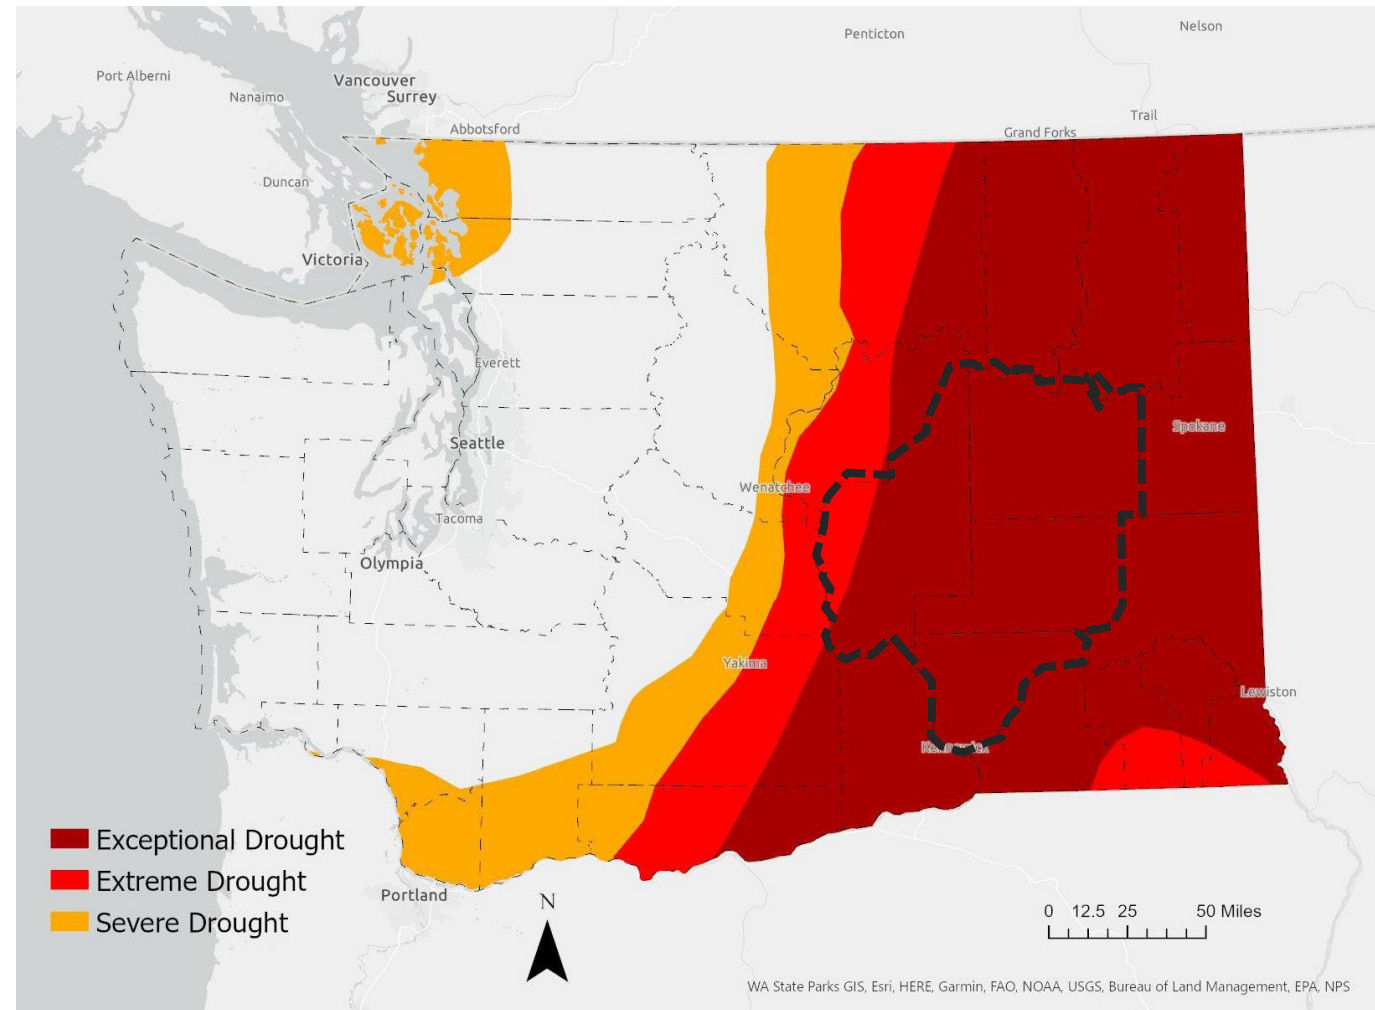 Nelson
Penticton
Port Alberni
Vancouver
Surrey
Nanaimo
Trail
Abbotsford
Grand Forks
Duncan
Victoria
Everett
Spokane
Seattle
Wenatchee
Tacoma
Olympia
Yakima
Lewiston
Exceptional Drought
Extreme Drought
Severe Drought
Portland
N
0 12.5 25 50 Miles
WA State Parks GIS, Esri, HERE, Garmin, FAO, NOAA, USGS, Bureau of Land Management, EPA, NPS